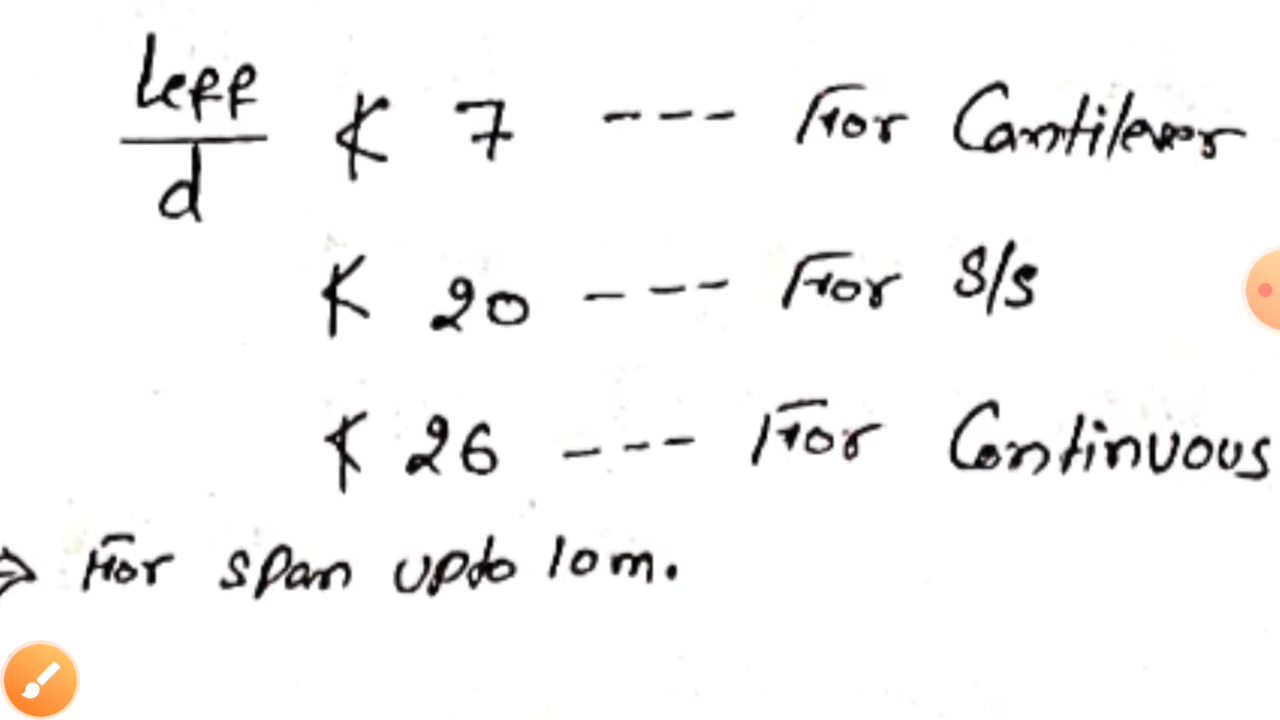 leff/d ≮ 7 --- For Cantilever
≮ 20 --- For S/s
≮ 26 --- For Continuous
⇒ For span upto 10m.